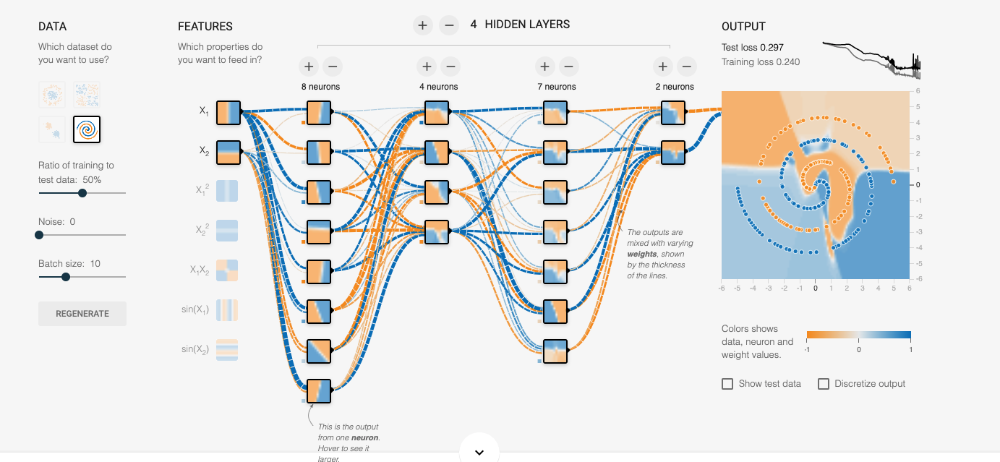 DATA
Which dataset do
you want to use?
Ratio of training to
test data: 50%
Noise: 0
Batch size: 10
REGENERATE
FEATURES
Which properties do
you want to feed in?
X1
X2
X1²
X2²
X1X2
sin(X1)
sin(X2)
+ − 4 HIDDEN LAYERS
+ − + − + − + −
8 neurons
4 neurons
7 neurons
2 neurons
This is the output
from one neuron.
Hover to see it
larger.
The outputs are
mixed with varying
weights, shown
by the thickness
of the lines.
OUTPUT
Test loss 0.297
Training loss 0.240
6
5
4
3
2
1
0
-1
-2
-3
-4
-5
-6
-6 -5 -4 -3 -2 -1 0 1 2 3 4 5 6
Colors shows
data, neuron and
weight values.
-1 0 1
Show test data
Discretize output